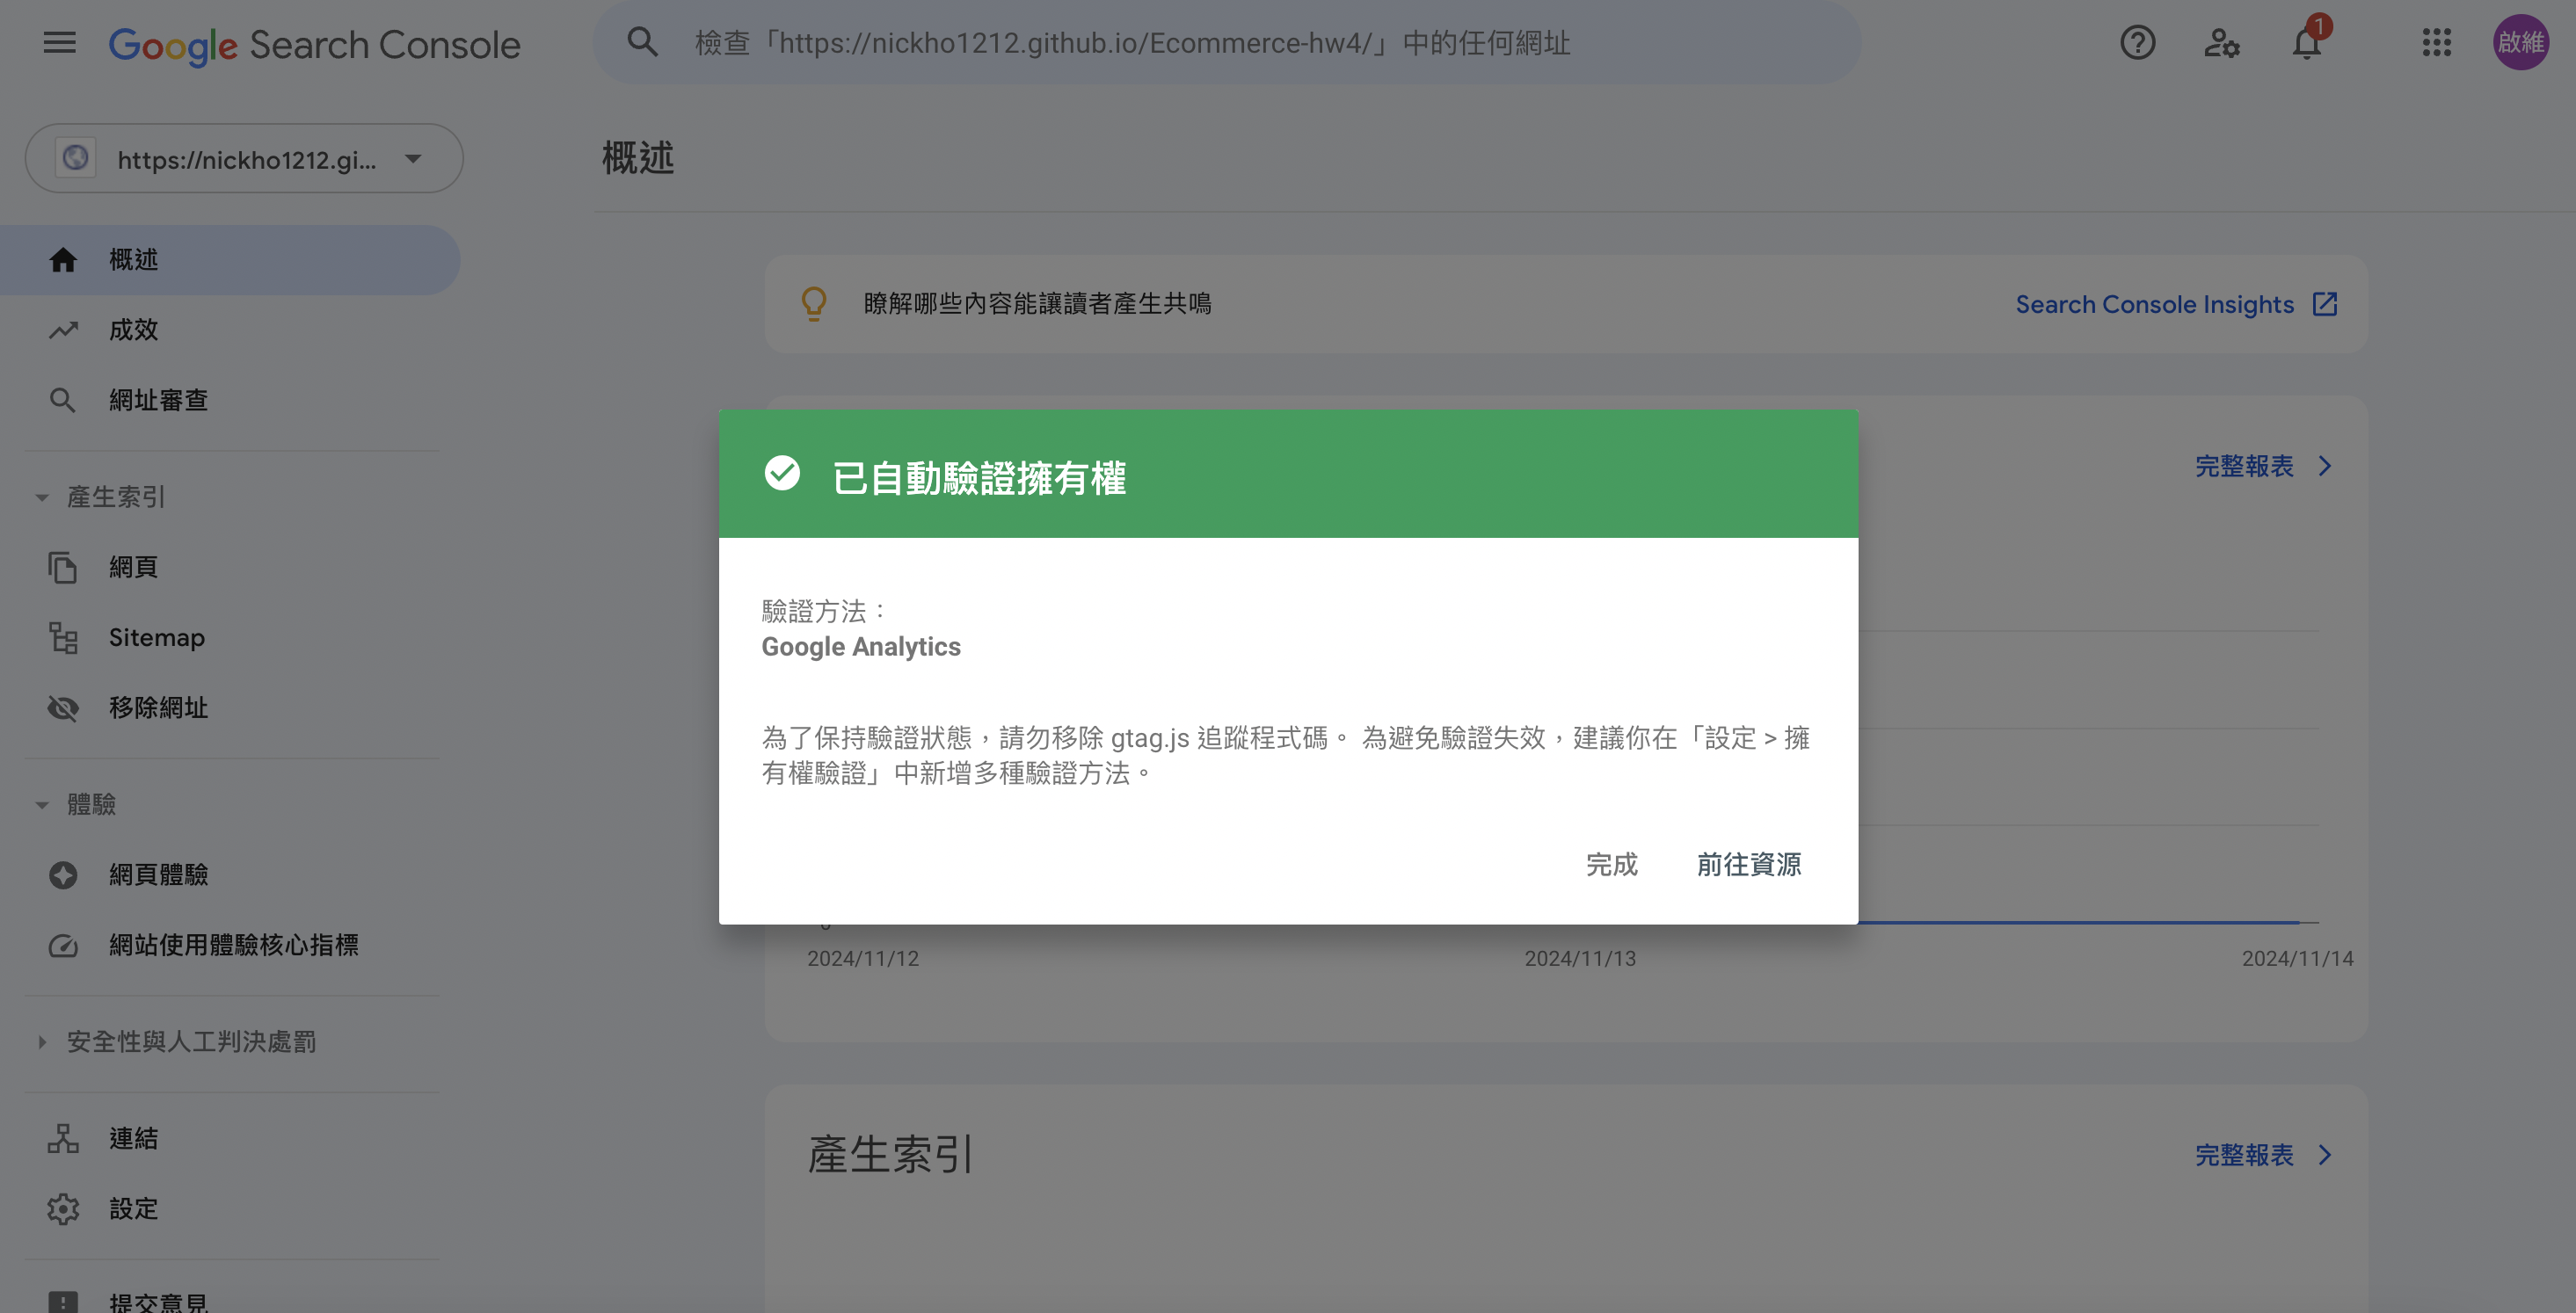 Google Search Console
檢查「https://nickho1212.github.io/Ecommerce-hw4/」中的任何網址
1
啟維
https://nickho1212.gi...
概述
成效
網址審查
產生索引
網頁
Sitemap
移除網址
體驗
網頁體驗
網站使用體驗核心指標
安全性與人工判決處罰
連結
設定
提交意見
概述
瞭解哪些內容能讓讀者產生共鳴
Search Console Insights
完整報表
已自動驗證擁有權
驗證方法：
Google Analytics
為了保持驗證狀態，請勿移除 gtag.js 追蹤程式碼。 為避免驗證失效，建議你在「設定 > 擁
有權驗證」中新增多種驗證方法。
完成
前往資源
2024/11/12
2024/11/13
2024/11/14
產生索引
完整報表